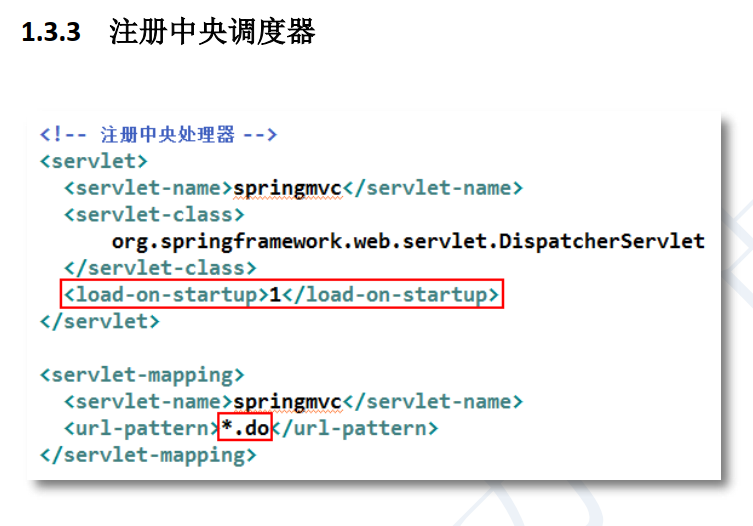 1.3.3 注册中央调度器
<!-- 注册中央处理器 -->
<servlet>
<servlet-name>springmvc</servlet-name>
<servlet-class>
org.springframework.web.servlet.DispatcherServlet
</servlet-class>
<load-on-startup>1</load-on-startup>
</servlet>
<servlet-mapping>
<servlet-name>springmvc</servlet-name>
<url-pattern>*.do</url-pattern>
</servlet-mapping>